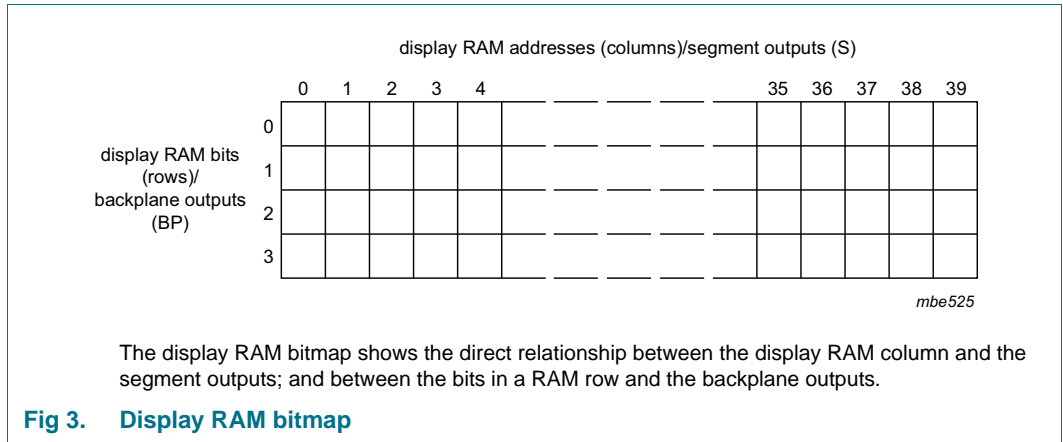 display RAM addresses (columns)/segment outputs (S)
0 1 2 3 4 35 36 37 38 39
0
display RAM bits
1
(rows)/
backplane outputs
2
(BP)
3
mbe525
The display RAM bitmap shows the direct relationship between the display RAM column and the
segment outputs; and between the bits in a RAM row and the backplane outputs.
Fig 3. Display RAM bitmap